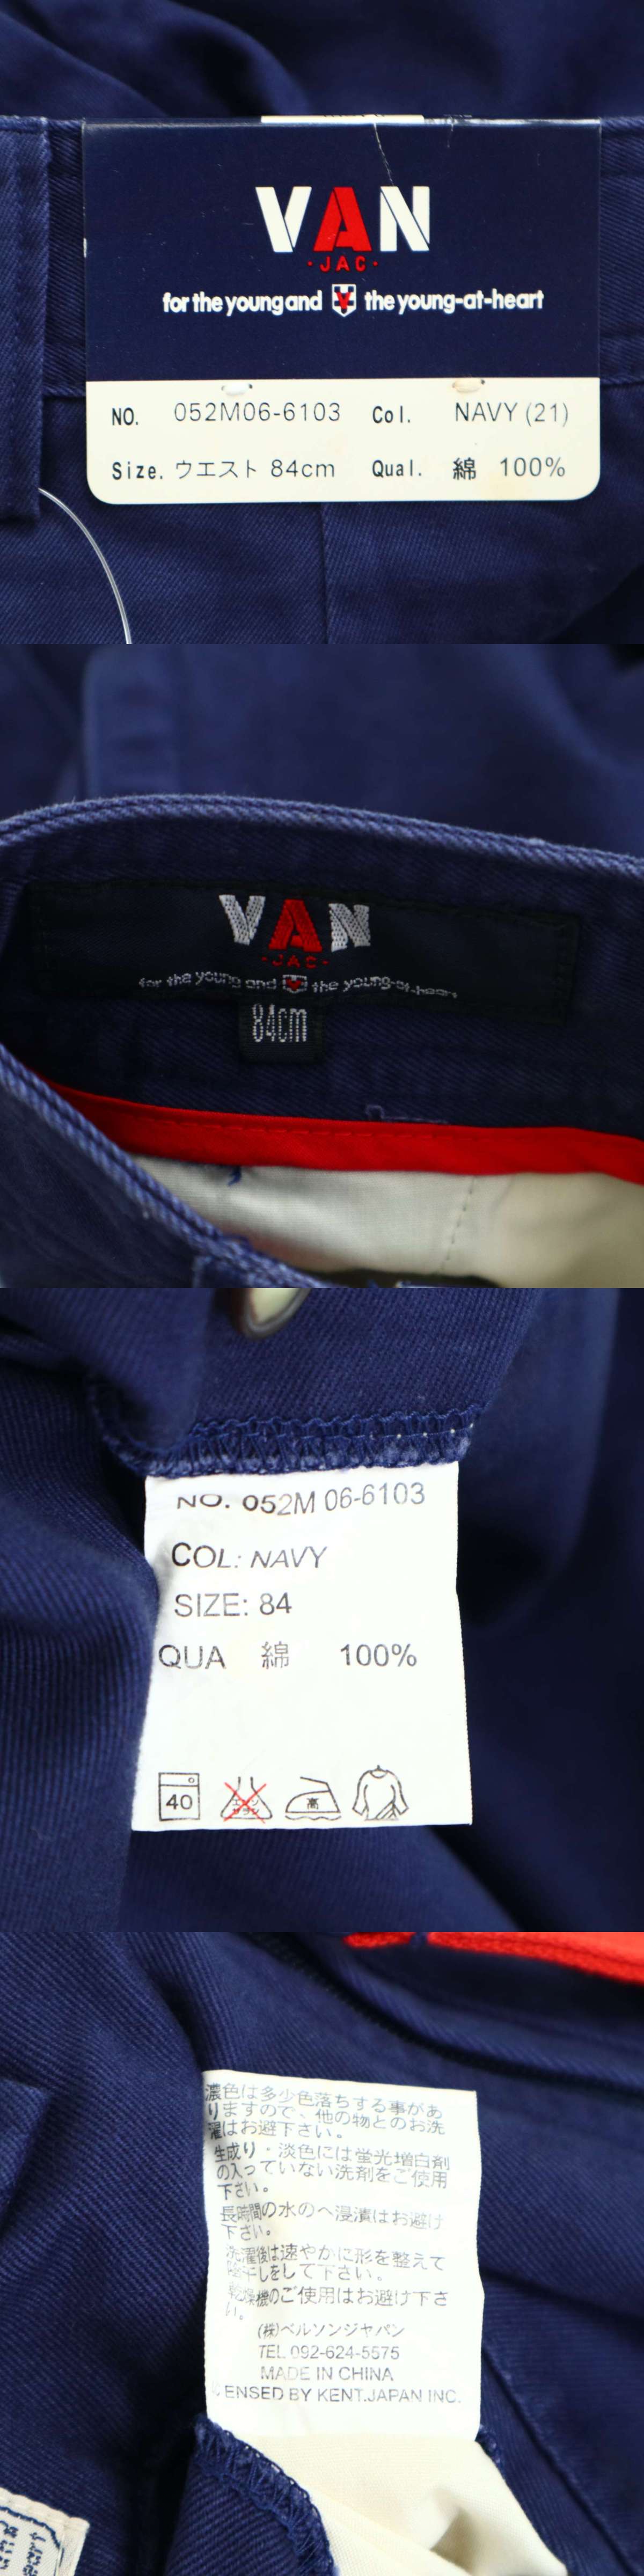 VAN
·JAC·
for the young and the young-at-heart
NO. 052M06-6103 Col. NAVY (21)
Size. ウエスト 84cm Qual. 綿 100%
VAN
·JAC·
for the young and the young-at-heart
84cm
NO. 052M 06-6103
COL: NAVY
SIZE: 84
QUA 綿 100%
40 エンソ サラシ 高
濃色は多少色落ちする事があ
りますので、他の物とのお洗
濯はお避下さい。
生成り・淡色には蛍光増白剤
の入っていない洗剤をご使用
下さい。
長時間の水のへ浸漬はお避け
下さい。
洗濯後は速やかに形を整えて
干しをして下さい。
乾燥機のご使用はお避け下さ
い。
(株)ベルソンジャパン
TEL 092-624-5575
MADE IN CHINA
ENSED BY KENT.JAPAN INC.